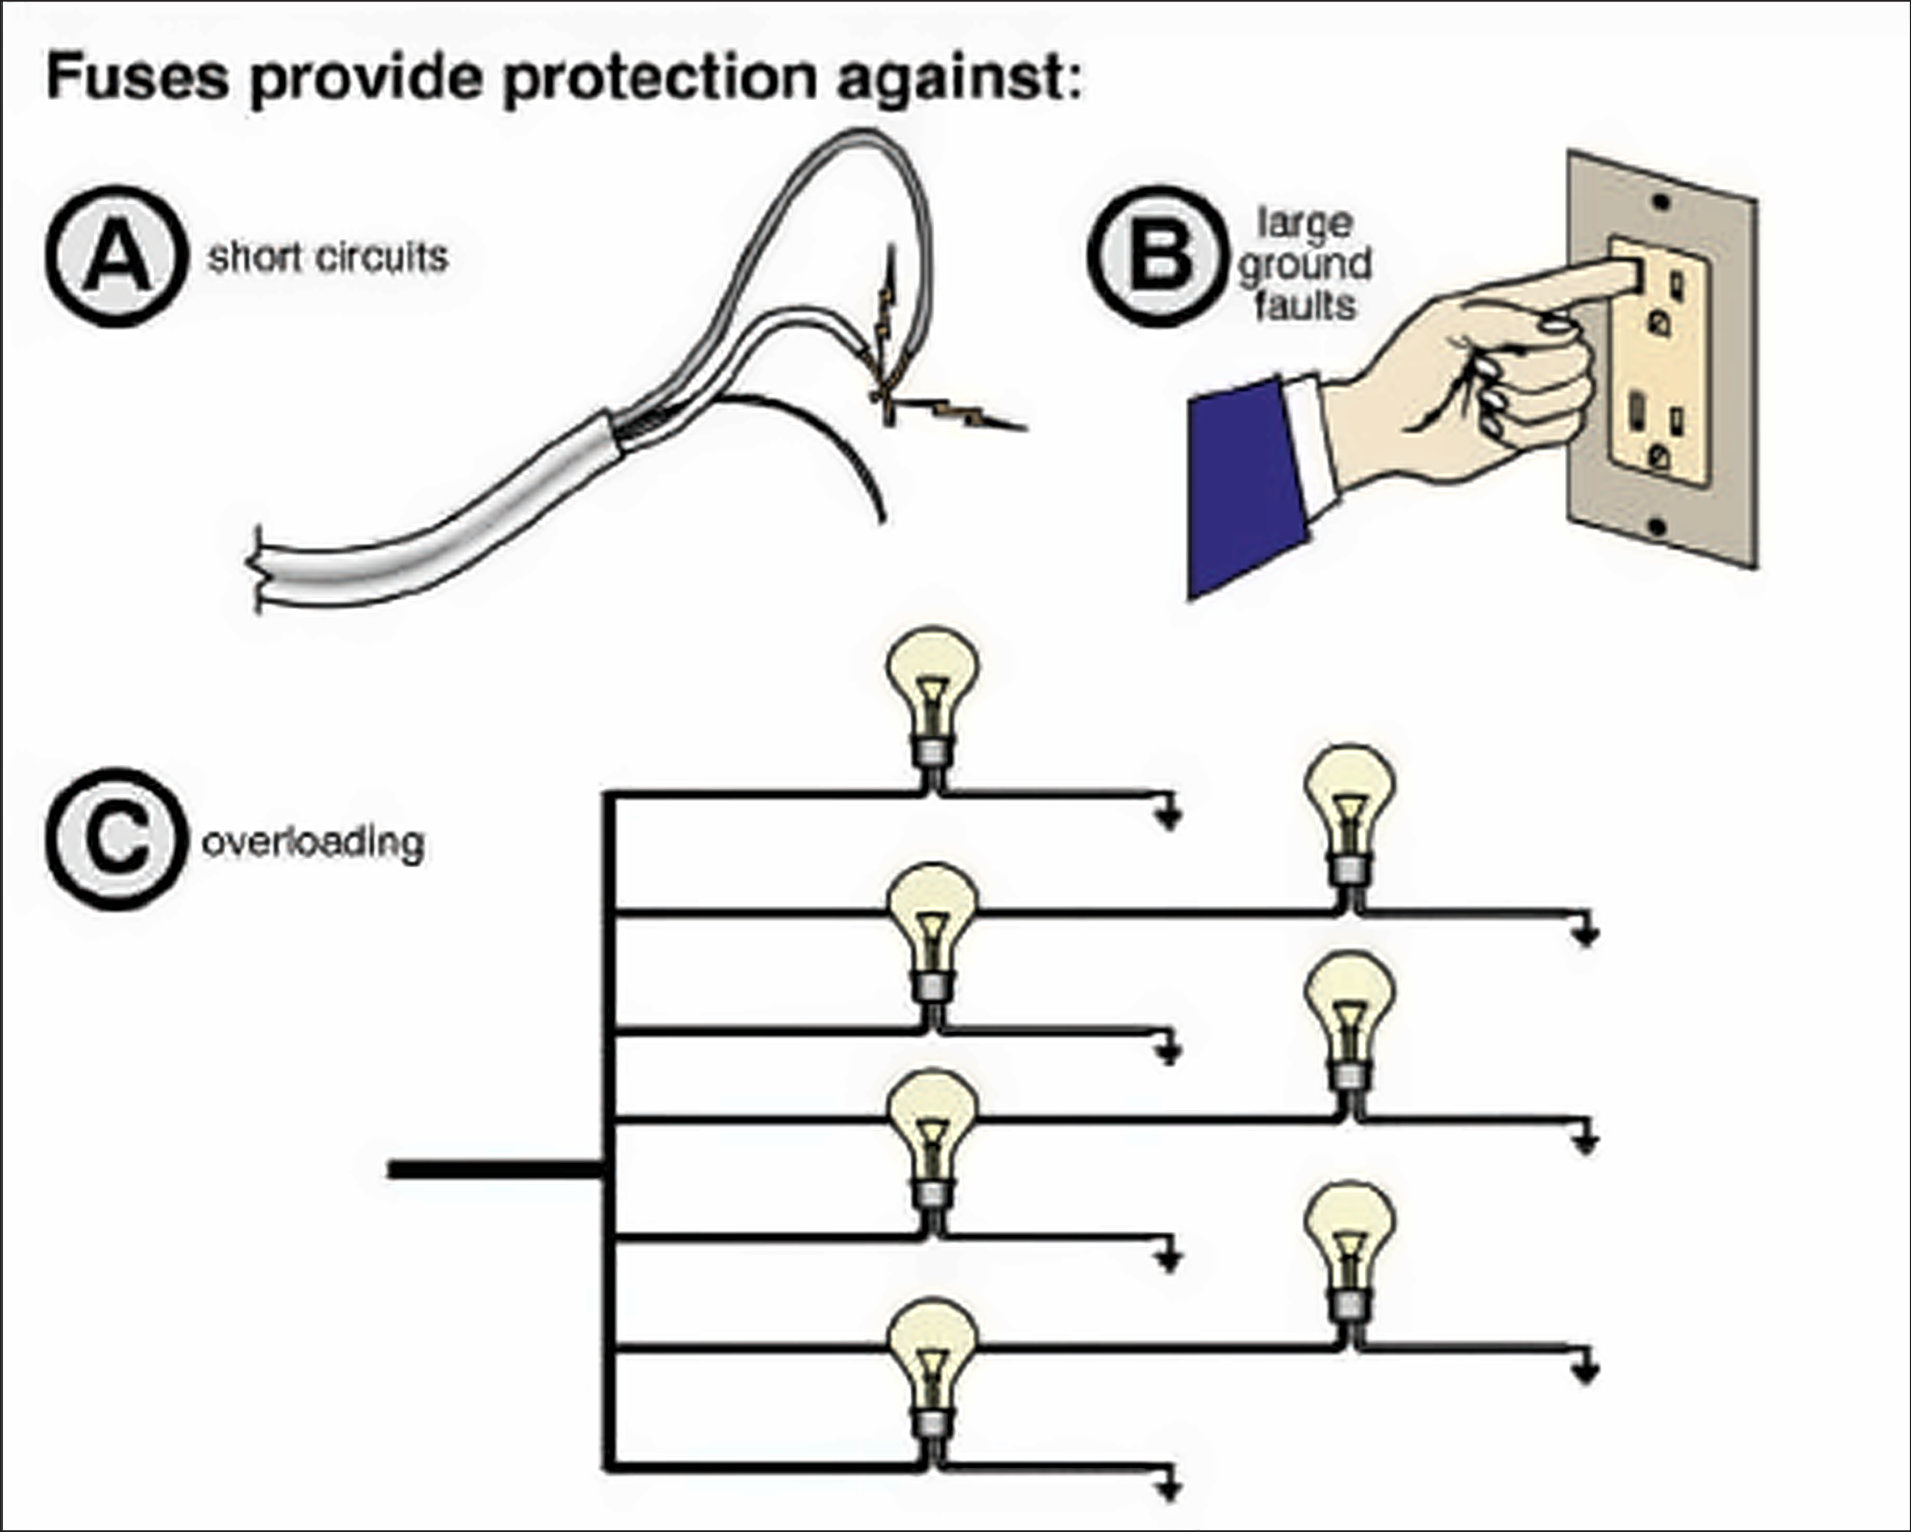 Fuses provide protection against:
A
short circuits
B
large
ground
faults
C
overloading